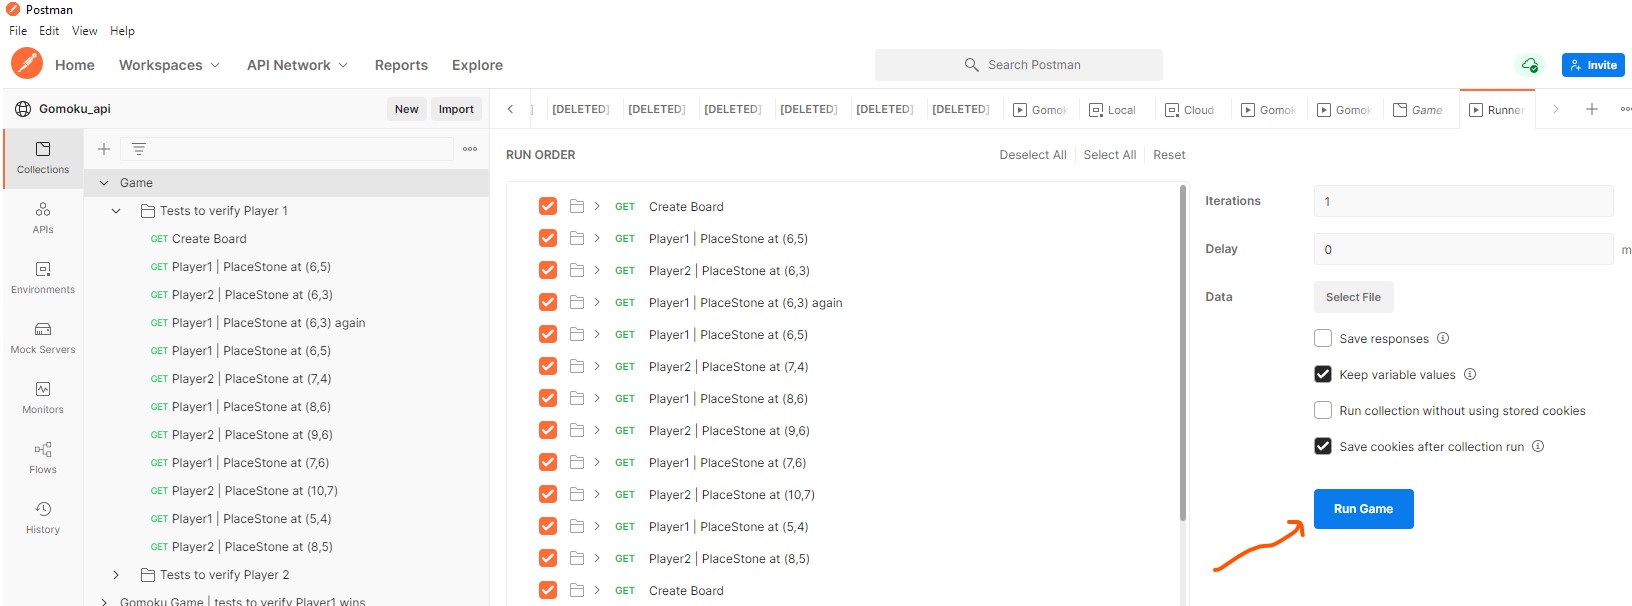 Postman
File Edit View Help
Home Workspaces API Network Reports Explore
Search Postman
Invite
Gomoku_api
New Import
[DELETED] [DELETED] [DELETED] [DELETED] [DELETED] [DELETED] Gomok Local Cloud Gomok Gomok Game Runner
Collections
APIs
Environments
Mock Servers
Monitors
Flows
History
Game
Tests to verify Player 1
GET Create Board
GET Player1 | PlaceStone at (6,5)
GET Player2 | PlaceStone at (6,3)
GET Player1 | PlaceStone at (6,3) again
GET Player1 | PlaceStone at (6,5)
GET Player2 | PlaceStone at (7,4)
GET Player1 | PlaceStone at (8,6)
GET Player2 | PlaceStone at (9,6)
GET Player1 | PlaceStone at (7,6)
GET Player2 | PlaceStone at (10,7)
GET Player1 | PlaceStone at (5,4)
GET Player2 | PlaceStone at (8,5)
Tests to verify Player 2
Gomoku Game | tests to verify Player1 wins
RUN ORDER
Deselect All Select All Reset
GET Create Board
GET Player1 | PlaceStone at (6,5)
GET Player2 | PlaceStone at (6,3)
GET Player1 | PlaceStone at (6,3) again
GET Player1 | PlaceStone at (6,5)
GET Player2 | PlaceStone at (7,4)
GET Player1 | PlaceStone at (8,6)
GET Player2 | PlaceStone at (9,6)
GET Player1 | PlaceStone at (7,6)
GET Player2 | PlaceStone at (10,7)
GET Player1 | PlaceStone at (5,4)
GET Player2 | PlaceStone at (8,5)
GET Create Board
Iterations 1
Delay 0 m
Data Select File
Save responses
Keep variable values
Run collection without using stored cookies
Save cookies after collection run
Run Game